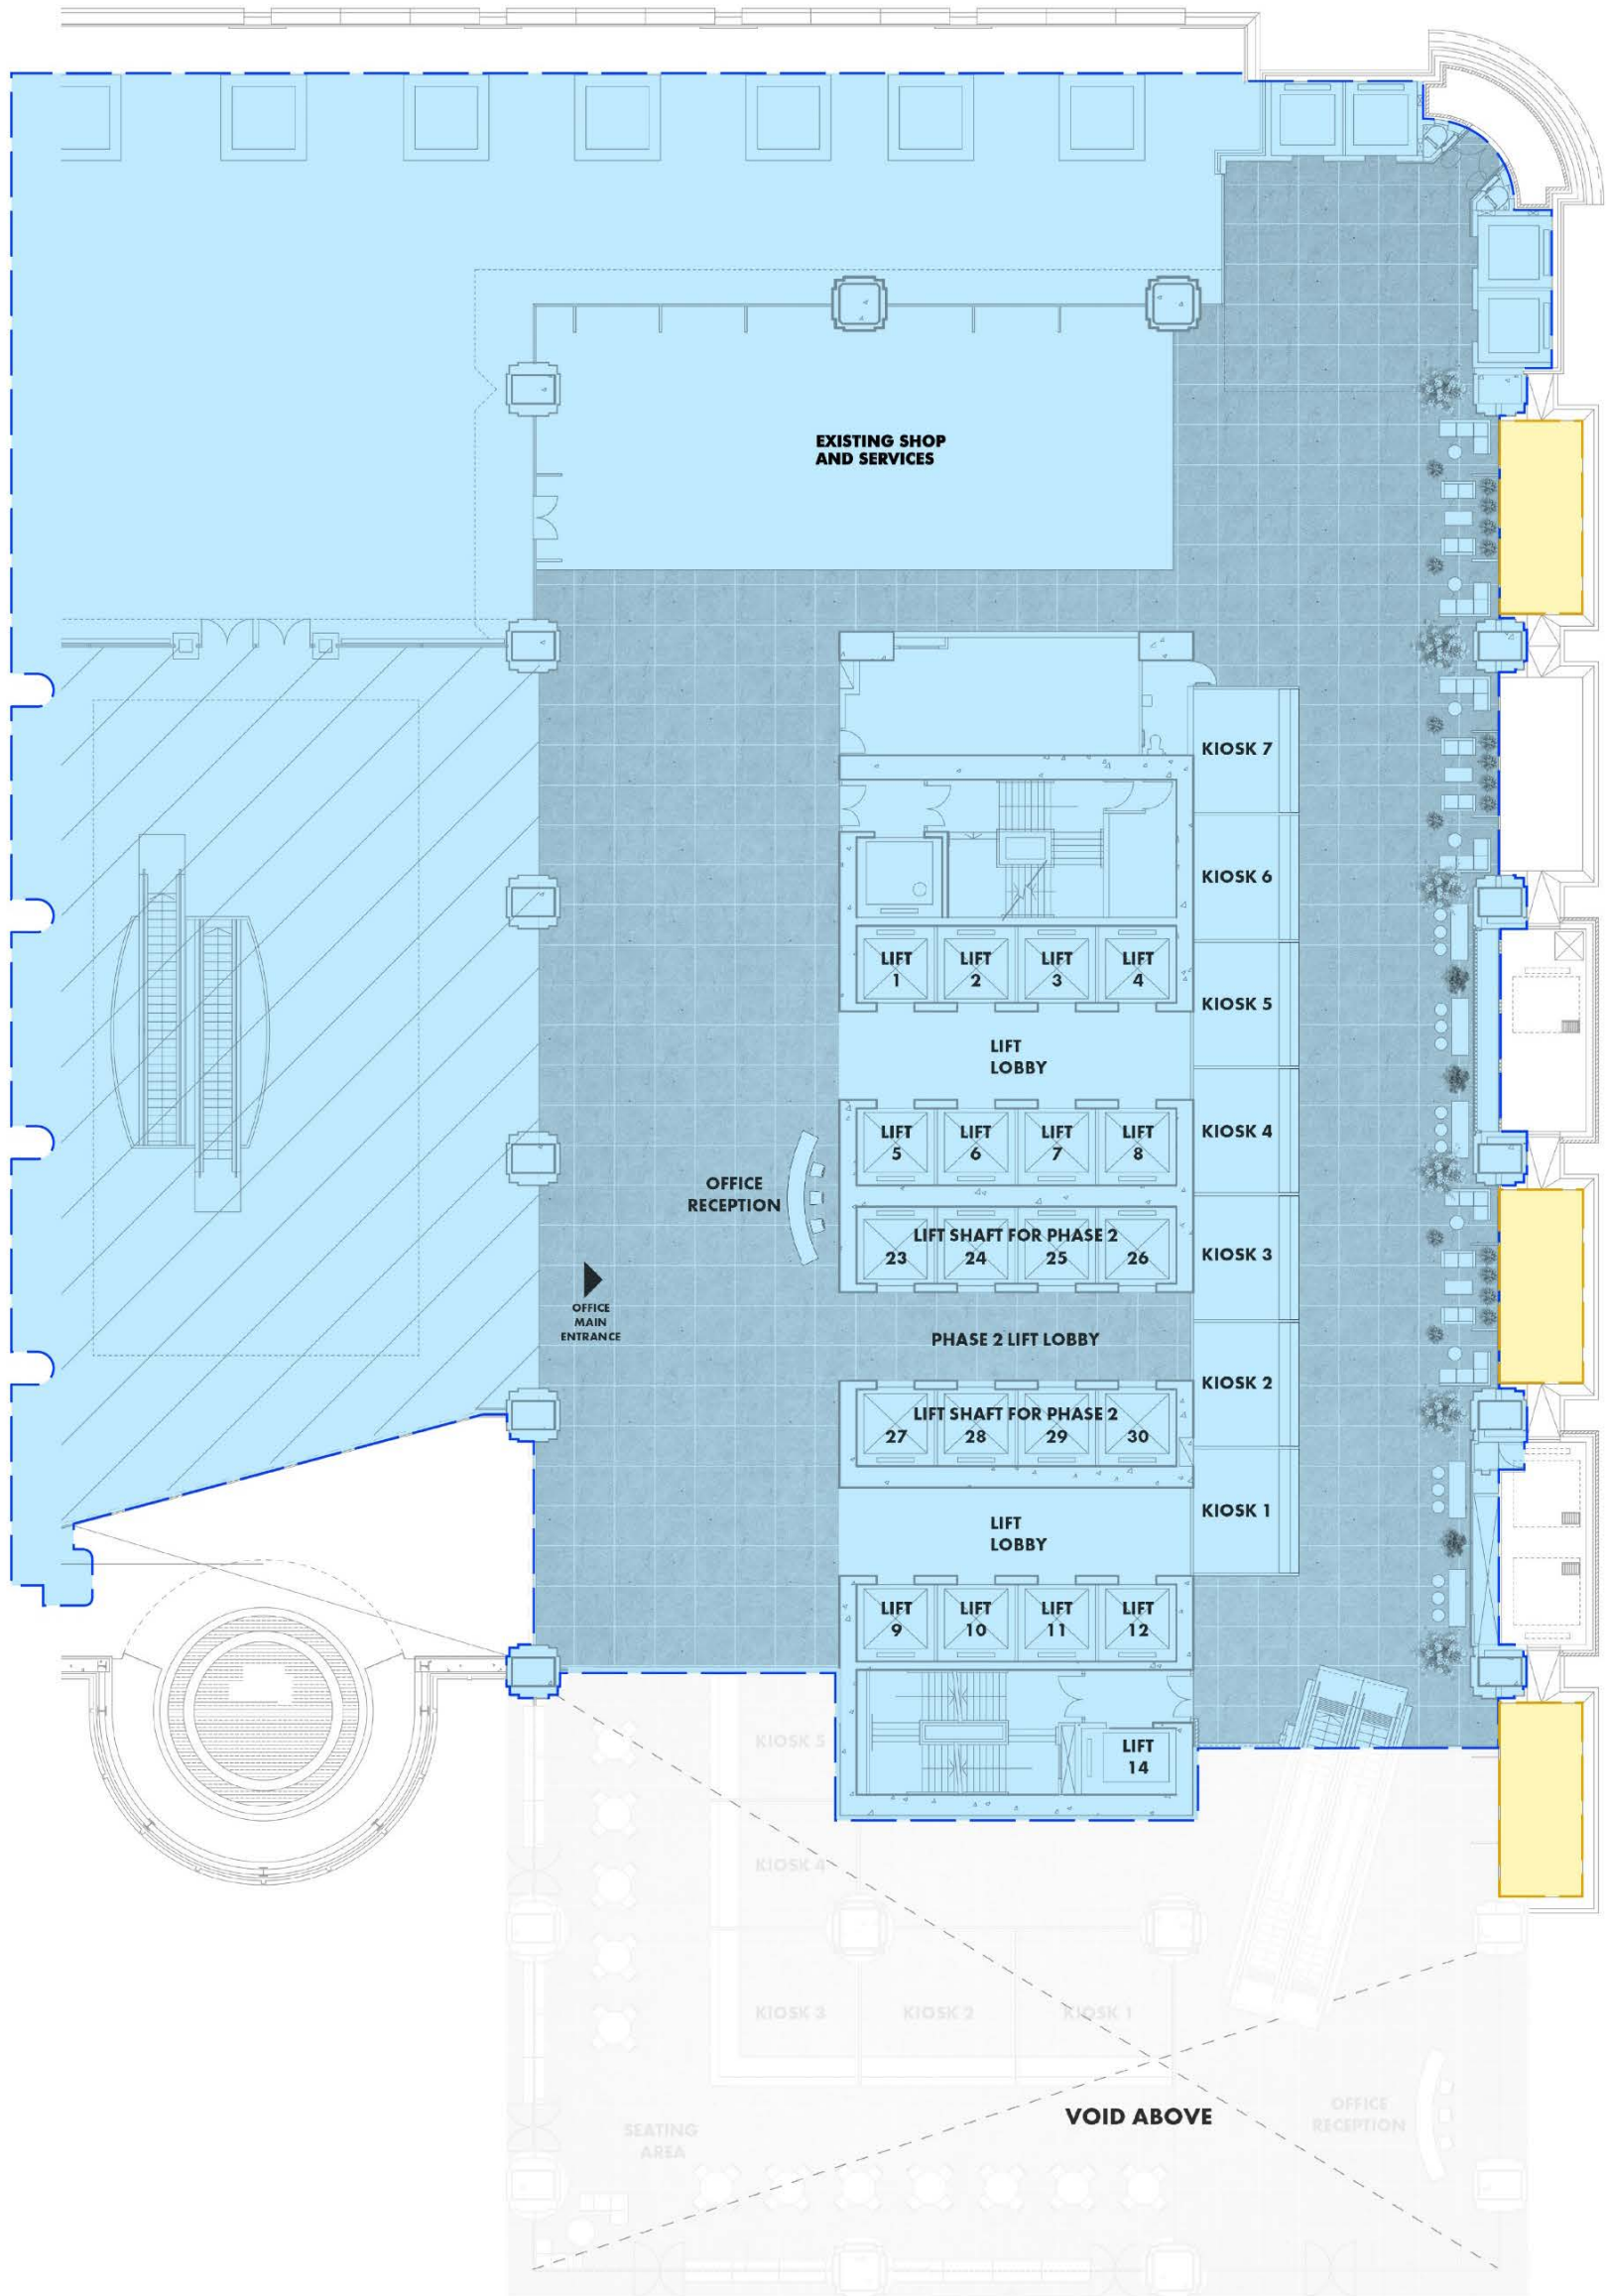 EXISTING SHOP
AND SERVICES
KIOSK 7
KIOSK 6
LIFT
1
LIFT
2
LIFT
3
LIFT
4
KIOSK 5
LIFT
LOBBY
LIFT
5
LIFT
6
LIFT
7
LIFT
8
KIOSK 4
OFFICE
RECEPTION
LIFT SHAFT FOR PHASE 2
23
24
25
26
KIOSK 3
OFFICE
MAIN
ENTRANCE
PHASE 2 LIFT LOBBY
KIOSK 2
LIFT SHAFT FOR PHASE 2
27
28
29
30
KIOSK 1
LIFT
LOBBY
LIFT
9
LIFT
10
LIFT
11
LIFT
12
KIOSK 5
LIFT
14
KIOSK 4
KIOSK 3
KIOSK 2
KIOSK 1
VOID ABOVE
OFFICE
RECEPTION
SEATING
AREA